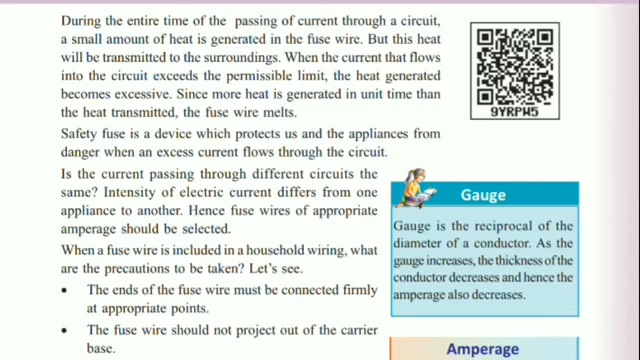 During the entire time of the passing of current through a circuit,
a small amount of heat is generated in the fuse wire. But this heat
will be transmitted to the surroundings. When the current that flows
into the circuit exceeds the permissible limit, the heat generated
becomes excessive. Since more heat is generated in unit time than
the heat transmitted, the fuse wire melts.
9YRPW5
Safety fuse is a device which protects us and the appliances from
danger when an excess current flows through the circuit.
Is the current passing through different circuits the
same? Intensity of electric current differs from one
appliance to another. Hence fuse wires of appropriate
amperage should be selected.
When a fuse wire is included in a household wiring, what
are the precautions to be taken? Let's see.
• The ends of the fuse wire must be connected firmly
at appropriate points.
• The fuse wire should not project out of the carrier
base.
Gauge
Gauge is the reciprocal of the
diameter of a conductor. As the
gauge increases, the thickness of the
conductor decreases and hence the
amperage also decreases.
Amperage